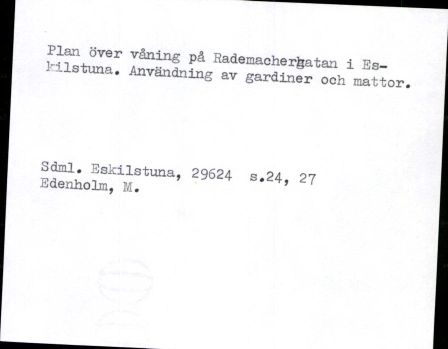 Plan över våning på Rademachergatan i Es-
kilstuna. Användning av gardiner och mattor.
Sdml. Eskilstuna, 29624 s.24, 27
Edenholm, M.